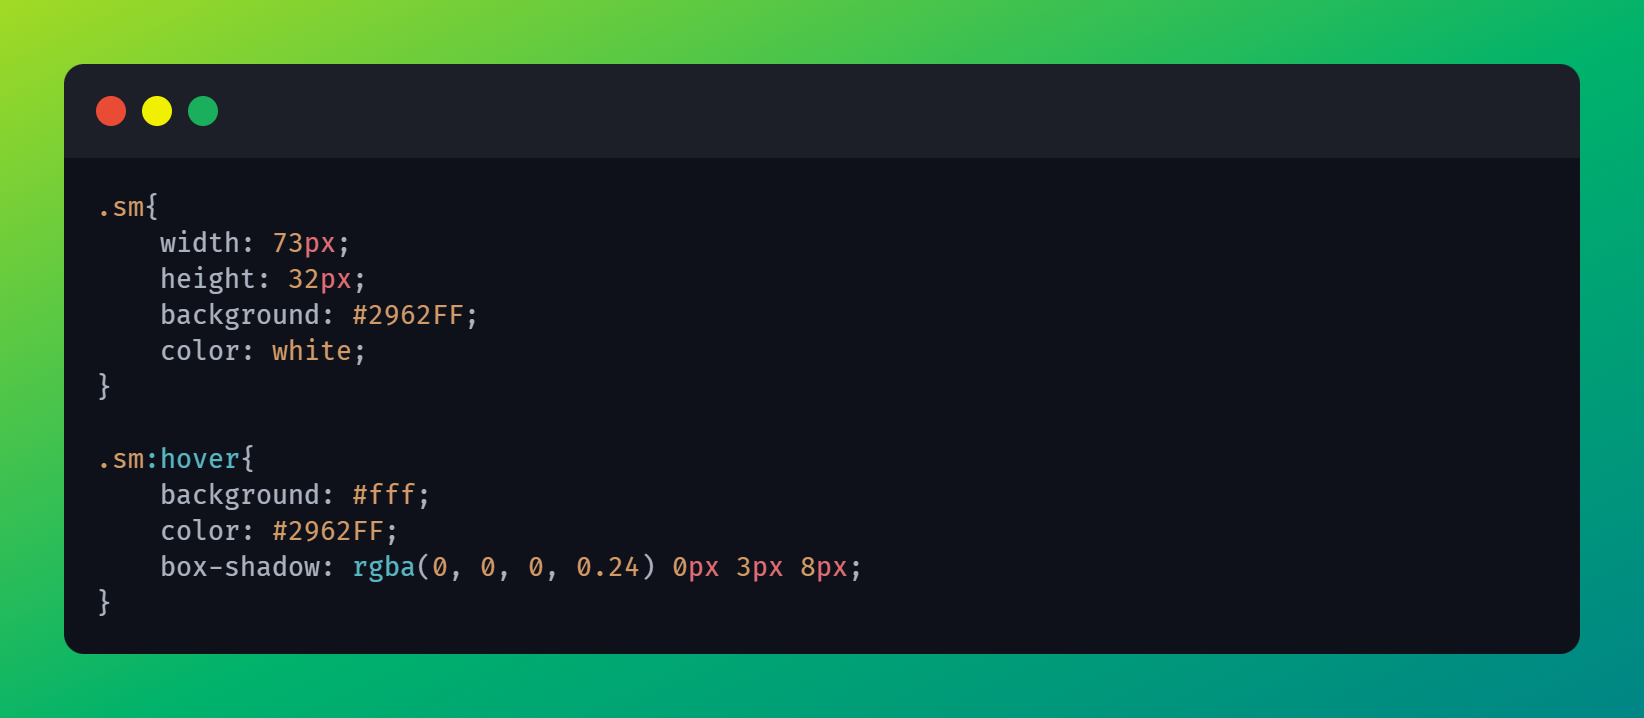 .sm{
    width: 73px;
    height: 32px;
    background: #2962FF;
    color: white;
}

.sm:hover{
    background: #fff;
    color: #2962FF;
    box-shadow: rgba(0, 0, 0, 0.24) 0px 3px 8px;
}